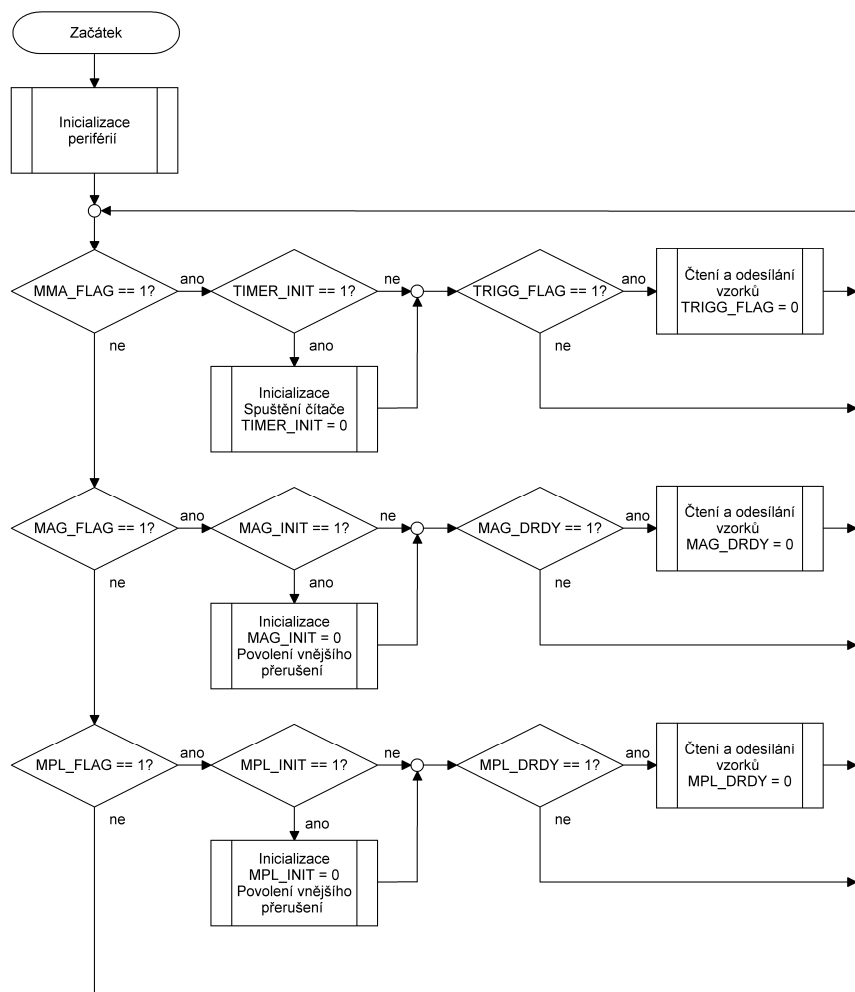 Začátek
Inicializace
periférií
MMA_FLAG == 1?
ano
TIMER_INIT == 1?
ne
TRIGG_FLAG == 1?
ano
Čtení a odesílání
vzorků
TRIGG_FLAG = 0
ne
ano
ne
Inicializace
Spuštění čítače
TIMER_INIT = 0
MAG_FLAG == 1?
ano
MAG_INIT == 1?
ne
MAG_DRDY == 1?
ano
Čtení a odesílání
vzorků
MAG_DRDY = 0
ne
ano
ne
Inicializace
MAG_INIT = 0
Povolení vnějšího
přerušení
MPL_FLAG == 1?
ano
MPL_INIT == 1?
ne
MPL_DRDY == 1?
ano
Čtení a odesílání
vzorků
MPL_DRDY = 0
ne
ano
ne
Inicializace
MPL_INIT = 0
Povolení vnějšího
přerušení